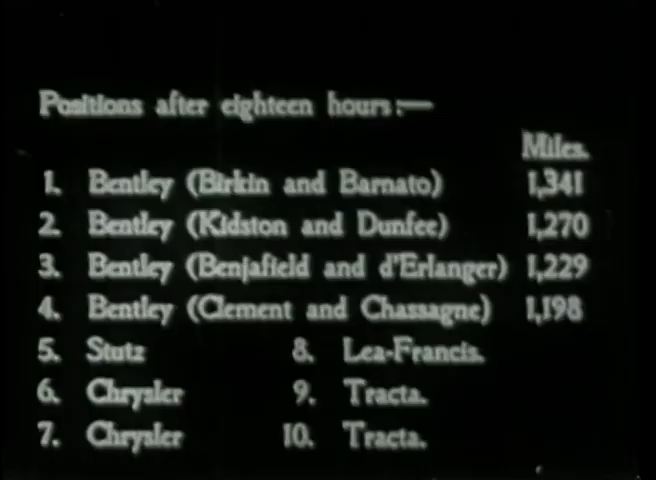 Positions after eighteen hours:—
Miles.
1. Bentley (Birkin and Barnato) 1,341
2. Bentley (Kidston and Dunfee) 1,270
3. Bentley (Benjafield and d'Erlanger) 1,229
4. Bentley (Clement and Chassagne) 1,198
5. Stutz 8. Lea-Francis.
6. Chrysler 9. Tracta.
7. Chrysler 10. Tracta.